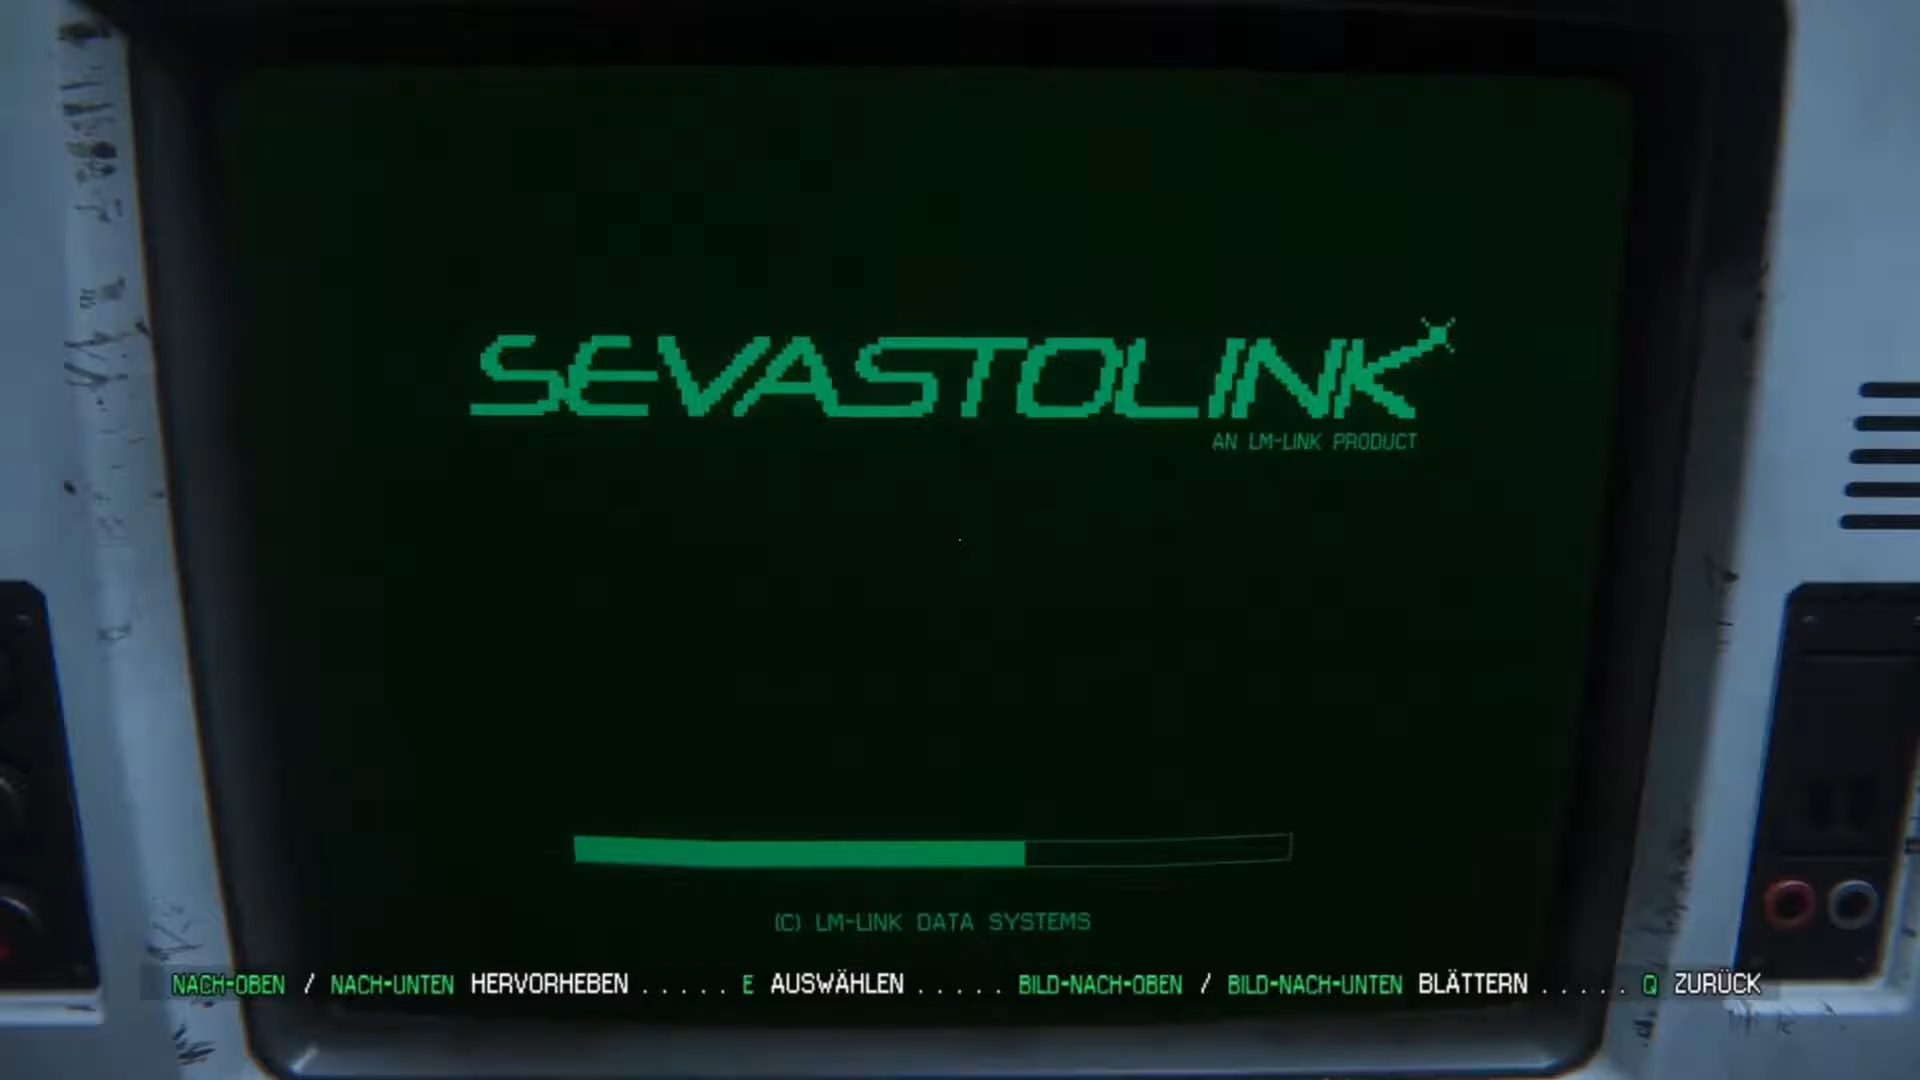 SEVASTOLINK
AN LM-LINK PRODUCT
(C) LM-LINK DATA SYSTEMS
NACH-OBEN / NACH-UNTEN HERVORHEBEN ..... E AUSWÄHLEN ..... BILD-NACH-OBEN / BILD-NACH-UNTEN BLÄTTERN ..... Q ZURÜCK